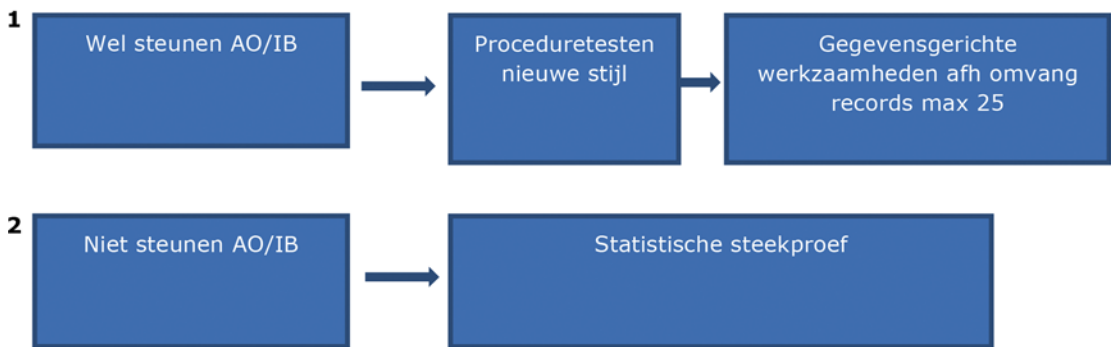 1
Wel steunen AO/IB
Proceduretesten
nieuwe stijl
Gegevensgerichte
werkzaamheden afh omvang
records max 25
2
Niet steunen AO/IB
Statistische steekproef